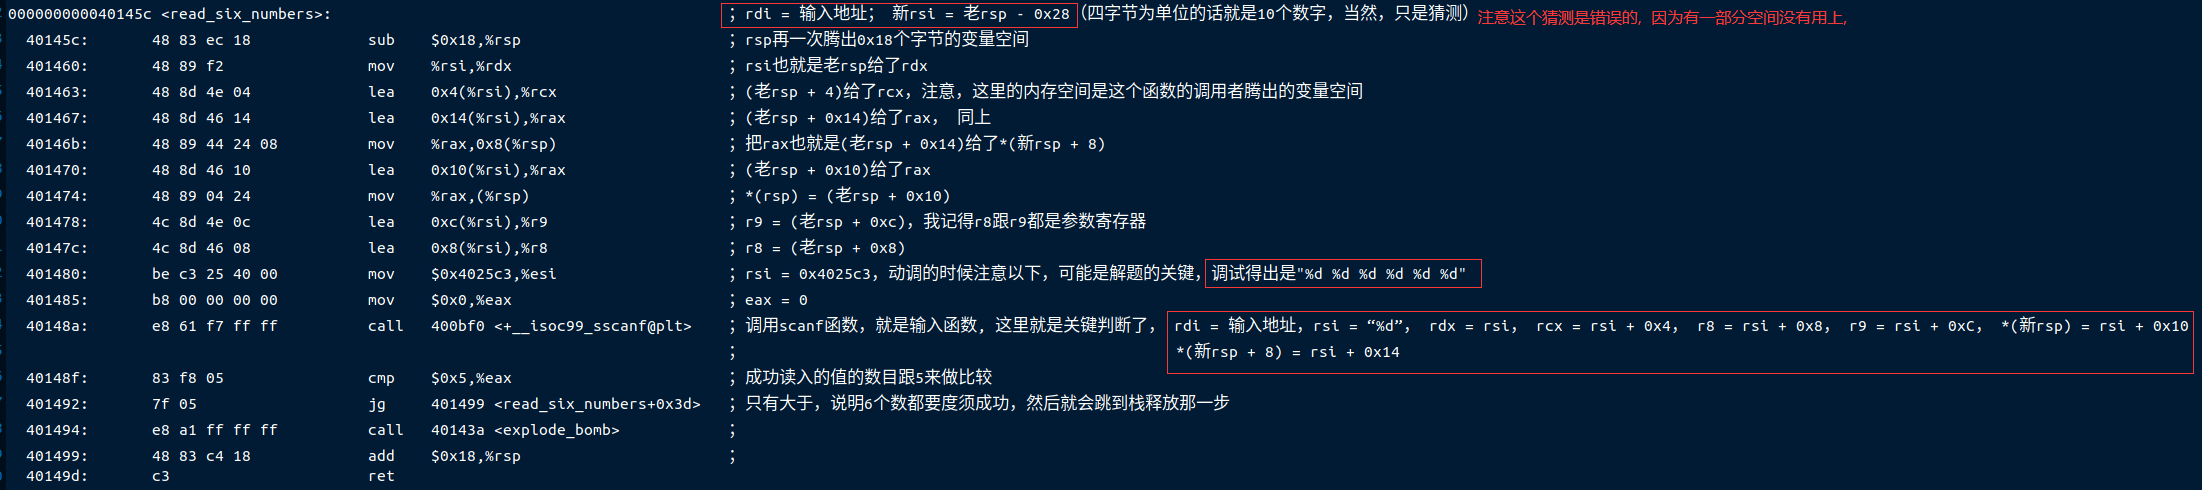 000000000040145c <read_six_numbers>: ; rdi = 输入地址； 新rsi = 老rsp - 0x28（四字节为单位的话就是10个数字，当然，只是猜测）注意这个猜测是错误的，因为有一部分空间没有用上，
40145c: 48 83 ec 18 sub $0x18,%rsp ; rsp再一次腾出0x18个字节的变量空间
401460: 48 89 f2 mov %rsi,%rdx ; rsi也就是老rsp给了rdx
401463: 48 8d 4e 04 lea 0x4(%rsi),%rcx ; (老rsp + 4)给了rcx，注意，这里的内存空间是这个函数的调用者腾出的变量空间
401467: 48 8d 46 14 lea 0x14(%rsi),%rax ; (老rsp + 0x14)给了rax， 同上
40146b: 48 89 44 24 08 mov %rax,0x8(%rsp) ; 把rax也就是(老rsp + 0x14)给了*(新rsp + 8)
401470: 48 8d 46 10 lea 0x10(%rsi),%rax ; (老rsp + 0x10)给了rax
401474: 48 89 04 24 mov %rax,(%rsp) ; *(rsp) = (老rsp + 0x10)
401478: 4c 8d 4e 0c lea 0xc(%rsi),%r9 ; r9 = (老rsp + 0xc)，我记得r8跟r9都是参数寄存器
40147c: 4c 8d 46 08 lea 0x8(%rsi),%r8 ; r8 = (老rsp + 0x8)
401480: be c3 25 40 00 mov $0x4025c3,%esi ; rsi = 0x4025c3，动调的时候注意以下，可能是解题的关键，调试得出是"%d %d %d %d %d %d"
401485: b8 00 00 00 00 mov $0x0,%eax ; eax = 0
40148a: e8 61 f7 ff ff call 400bf0 <+__isoc99_sscanf@plt> ; 调用scanf函数，就是输入函数, 这里就是关键判断了， rdi = 输入地址，rsi = “%d”， rdx = rsi， rcx = rsi + 0x4， r8 = rsi + 0x8， r9 = rsi + 0xC， *(新rsp) = rsi + 0x10
; *(新rsp + 8) = rsi + 0x14
40148f: 83 f8 05 cmp $0x5,%eax ; 成功读入的值的数目跟5来做比较
401492: 7f 05 jg 401499 <read_six_numbers+0x3d> ; 只有大于，说明6个数都要度须成功，然后就会跳到栈释放那一步
401494: e8 a1 ff ff ff call 40143a <explode_bomb> ;
401499: 48 83 c4 18 add $0x18,%rsp ;
40149d: c3 ret